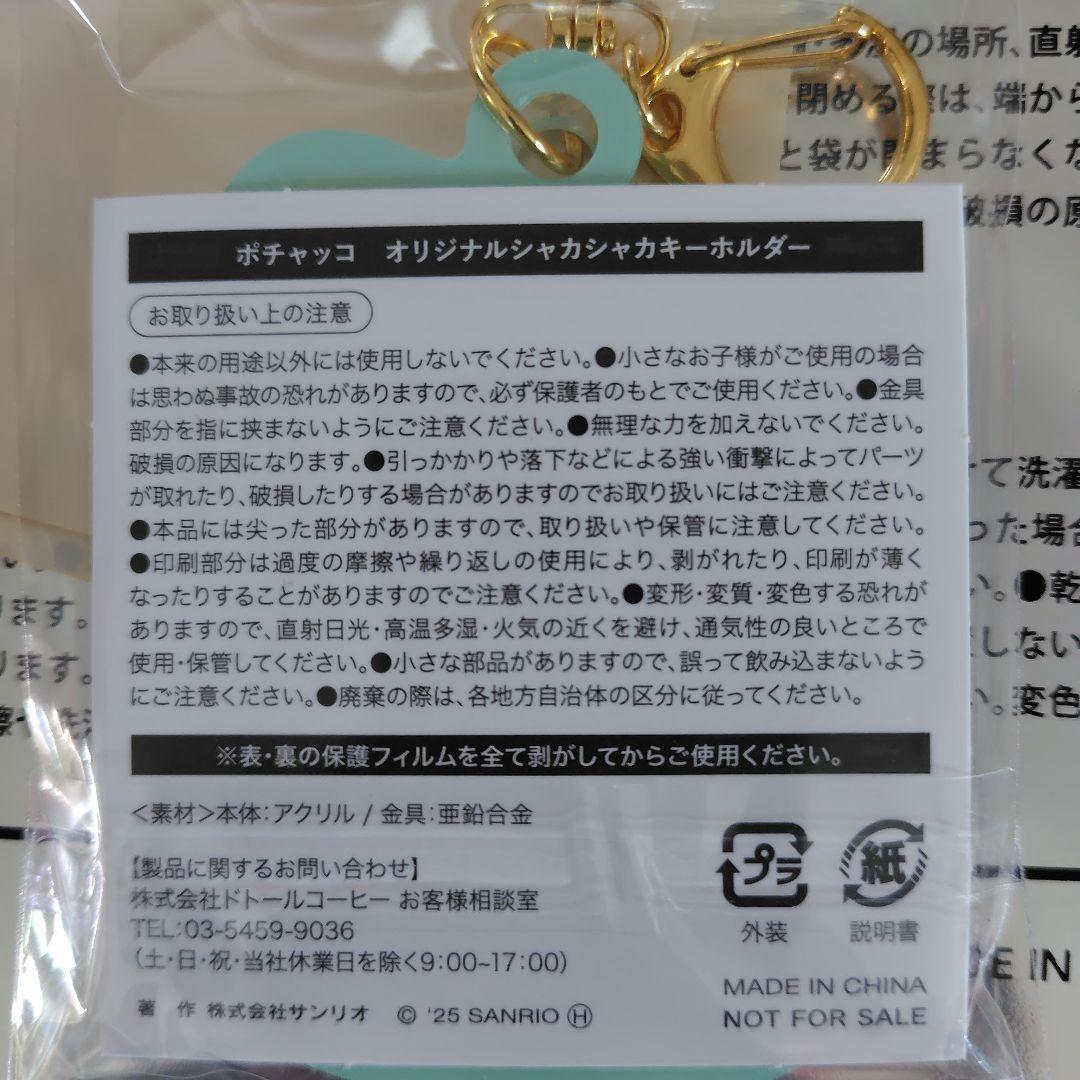 の場所、直射
閉める際は、端から
と袋が閉まらなくな
破損の原
ポチャッコ　オリジナルシャカシャカキーホルダー
お取り扱い上の注意
●本来の用途以外には使用しないでください。●小さなお子様がご使用の場合
は思わぬ事故の恐れがありますので、必ず保護者のもとでご使用ください。●金具
部分を指に挟まないようにご注意ください。●無理な力を加えないでください。
破損の原因になります。●引っかかりや落下などによる強い衝撃によってパーツ
が取れたり、破損したりする場合がありますのでお取り扱いにはご注意ください。
●本品には尖った部分がありますので、取り扱いや保管に注意してください。
●印刷部分は過度の摩擦や繰り返しの使用により、剥がれたり、印刷が薄く
なったりすることがありますのでご注意ください。●変形・変質・変色する恐れが
ありますので、直射日光・高温多湿・火気の近くを避け、通気性の良いところで
使用・保管してください。●小さな部品がありますので、誤って飲み込まないよう
にご注意ください。●廃棄の際は、各地方自治体の区分に従ってください。
※表・裏の保護フィルムを全て剥がしてからご使用ください。
<素材>本体:アクリル / 金具:亜鉛合金
【製品に関するお問い合わせ】
株式会社ドトールコーヒー お客様相談室
TEL:03-5459-9036
(土・日・祝・当社休業日を除く9:00~17:00)
著 作 株式会社サンリオ © '25 SANRIO Ⓗ
プラ
外装
紙
説明書
MADE IN CHINA
NOT FOR SALE
て洗濯
った場合
い。●乾
しない
い。変色
ります。
ります。
E IN